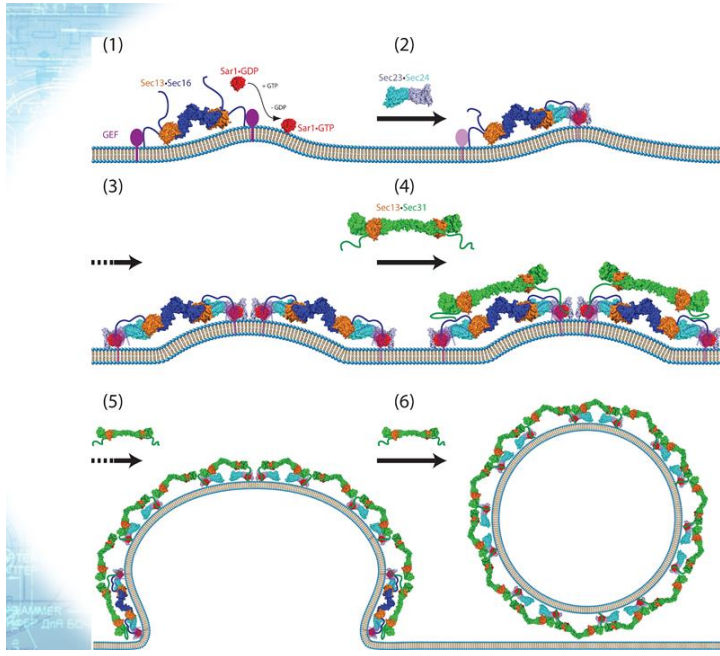 (1)
(2)
Sar1•GDP
Sec13•Sec16
+GTP
-GDP
Sec23•Sec24
GEF
Sar1•GTP
(3)
(4)
Sec13•Sec31
(5)
(6)